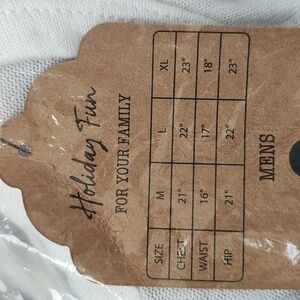 Holiday Fun
FOR YOUR FAMILY
SIZE M L XL
CHEST 21" 22" 23"
WAIST 16" 17" 18"
HIP 21" 22" 23"
MENS